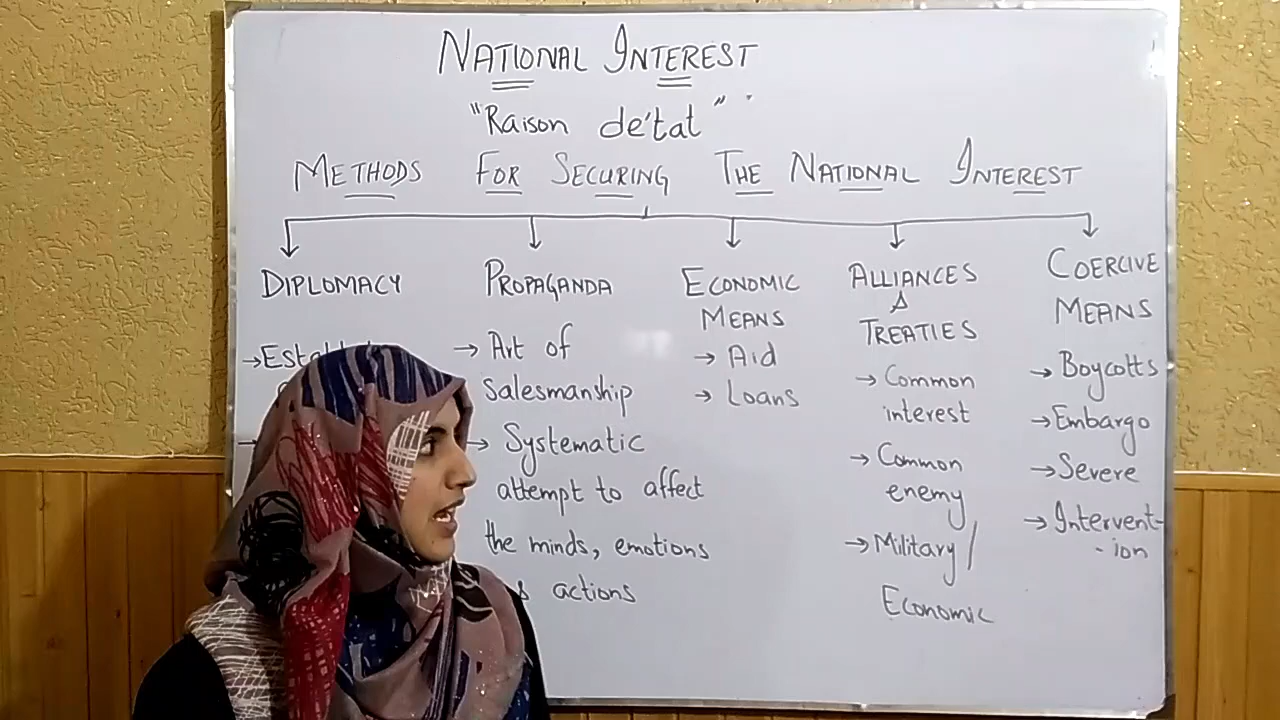 NATIONAL INTEREST
"Raison de'tat"
METHODS FOR SECURING THE NATIONAL INTEREST
DIPLOMACY
PROPAGANDA
→ Art of
Salesmanship
→ Systematic
attempt to affect
the minds, emotions
& actions
ECONOMIC
MEANS
→ Aid
→ Loans
ALLIANCES
&
TREATIES
→ Common
interest
→ Common
enemy
→ Military /
Economic
COERCIVE
MEANS
→ Boycotts
→ Embargo
→ Severe
→ Intervent-
-ion